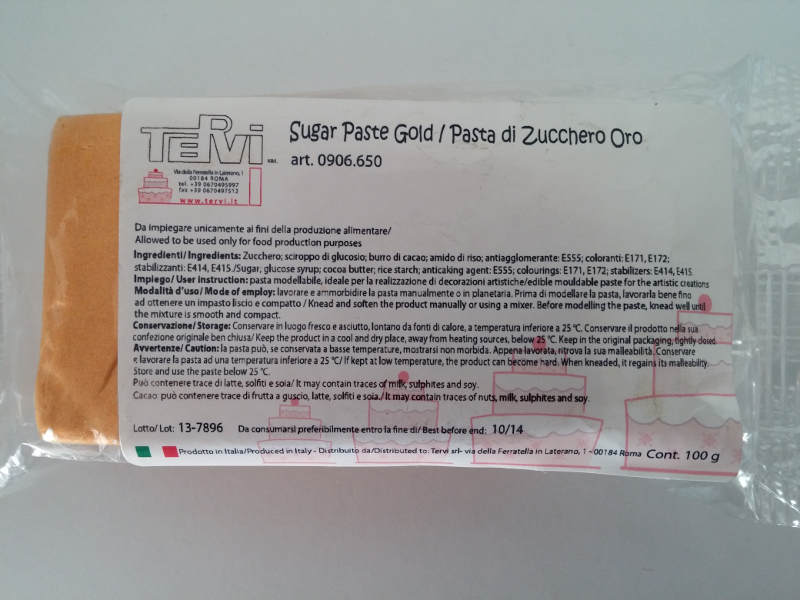 TERVI SRL
Sugar Paste Gold / Pasta di Zucchero Oro
art. 0906.650
Via della Ferratella in Laterano, 1
00184 ROMA
tel. +39 0670495997
fax +39 0670497512
www.tervi.it
Da impiegare unicamente ai fini della produzione alimentare/
Allowed to be used only for food production purposes
Ingredienti/ Ingredients: Zucchero; sciroppo di glucosio; burro di cacao; amido di riso; antiagglomerante: E555; coloranti: E171, E172;
stabilizzanti: E414, E415./Sugar, glucose syrup; cocoa butter; rice starch; anticaking agent: E555; colourings: E171, E172; stabilizers: E414, E415.
Impiego/ User instruction: pasta modellabile, ideale per la realizzazione di decorazioni artistiche/edible mouldable paste for the artistic creations
Modalità d'uso/ Mode of employ: lavorare e ammorbidire la pasta manualmente o in planetaria. Prima di modellare la pasta, lavorarla bene fino
ad ottenere un impasto liscio e compatto / Knead and soften the product manually or using a mixer. Before modelling the paste, knead well until
the mixture is smooth and compact.
Conservazione/ Storage: Conservare in luogo fresco e asciutto, lontano da fonti di calore, a temperatura inferiore a 25 °C. Conservare il prodotto nella sua
confezione originale ben chiusa/ Keep the product in a cool and dry place, away from heating sources, below 25 °C. Keep in the original packaging, tightly closed.
Avvertenze/ Caution: la pasta può, se conservata a basse temperature, mostrarsi non morbida. Appena lavorata, ritrova la sua malleabilità. Conservare
e lavorare la pasta ad una temperatura inferiore a 25 °C/ If kept at low temperature, the product can become hard. When kneaded, it regains its malleability.
Store and use the paste below 25 °C.
Può contenere trace di latte, solfiti e soia./ It may contain traces of milk, sulphites and soy.
Cacao: può contenere trace di frutta a guscio, latte, solfiti e soia./ It may contain traces of nuts, milk, sulphites and soy.
Lotto/ Lot: 13-7896 Da consumarsi preferibilmente entro la fine di/ Best before end: 10/14
Prodotto in Italia/Produced in Italy - Distribuito da/Distributed to: Tervi srl- via della Ferratella in Laterano, 1 -00184 Roma Cont. 100 g